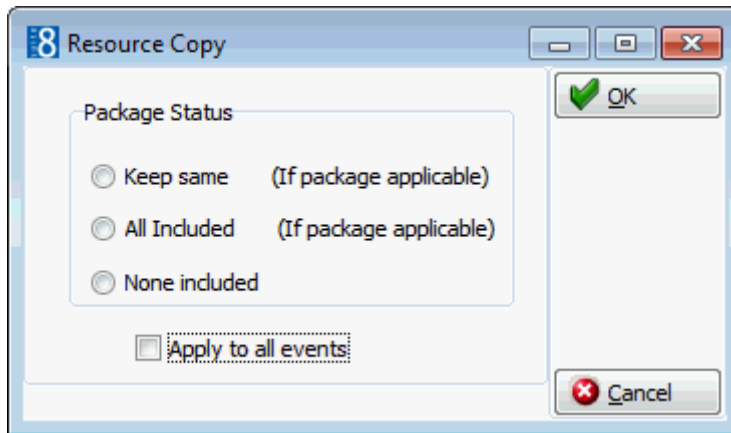 8 Resource Copy
Package Status
Keep same (If package applicable)
All Included (If package applicable)
None included
Apply to all events
OK
Cancel